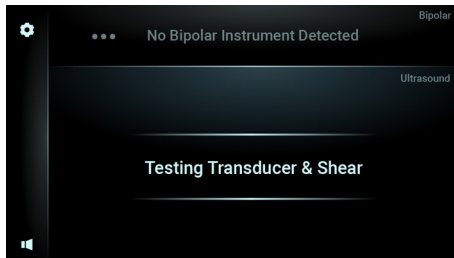 Bipolar
No Bipolar Instrument Detected
Ultrasound
Testing Transducer & Shear